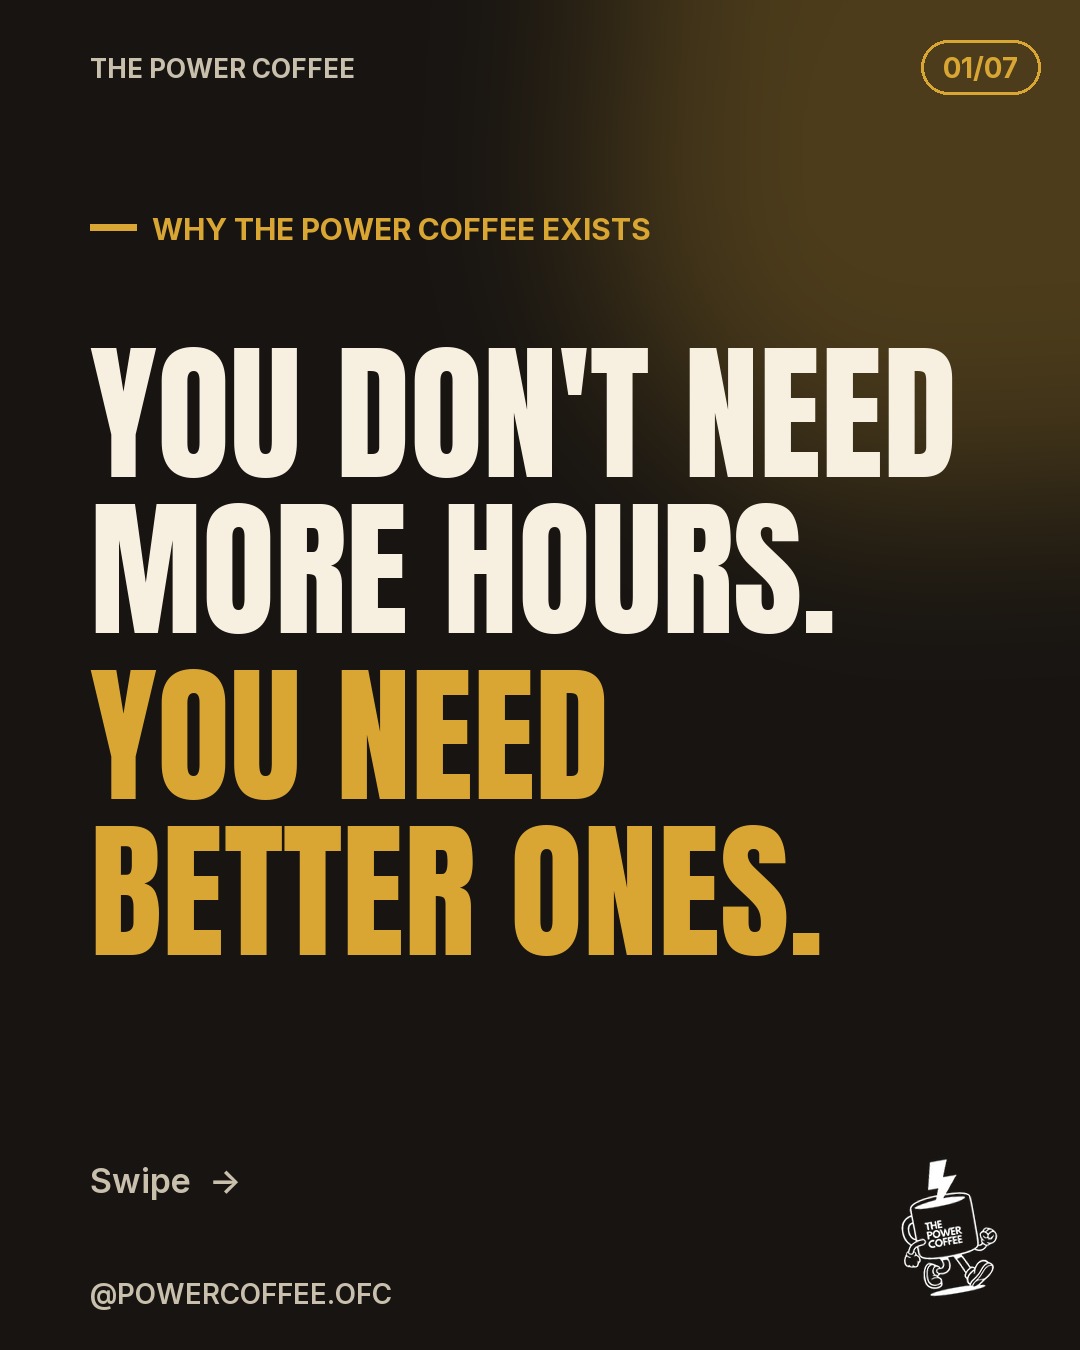 THE POWER COFFEE
01/07
WHY THE POWER COFFEE EXISTS
YOU DON'T NEED
MORE HOURS.
YOU NEED
BETTER ONES.
Swipe →
THE
POWER
COFFEE
@POWERCOFFEE.OFC